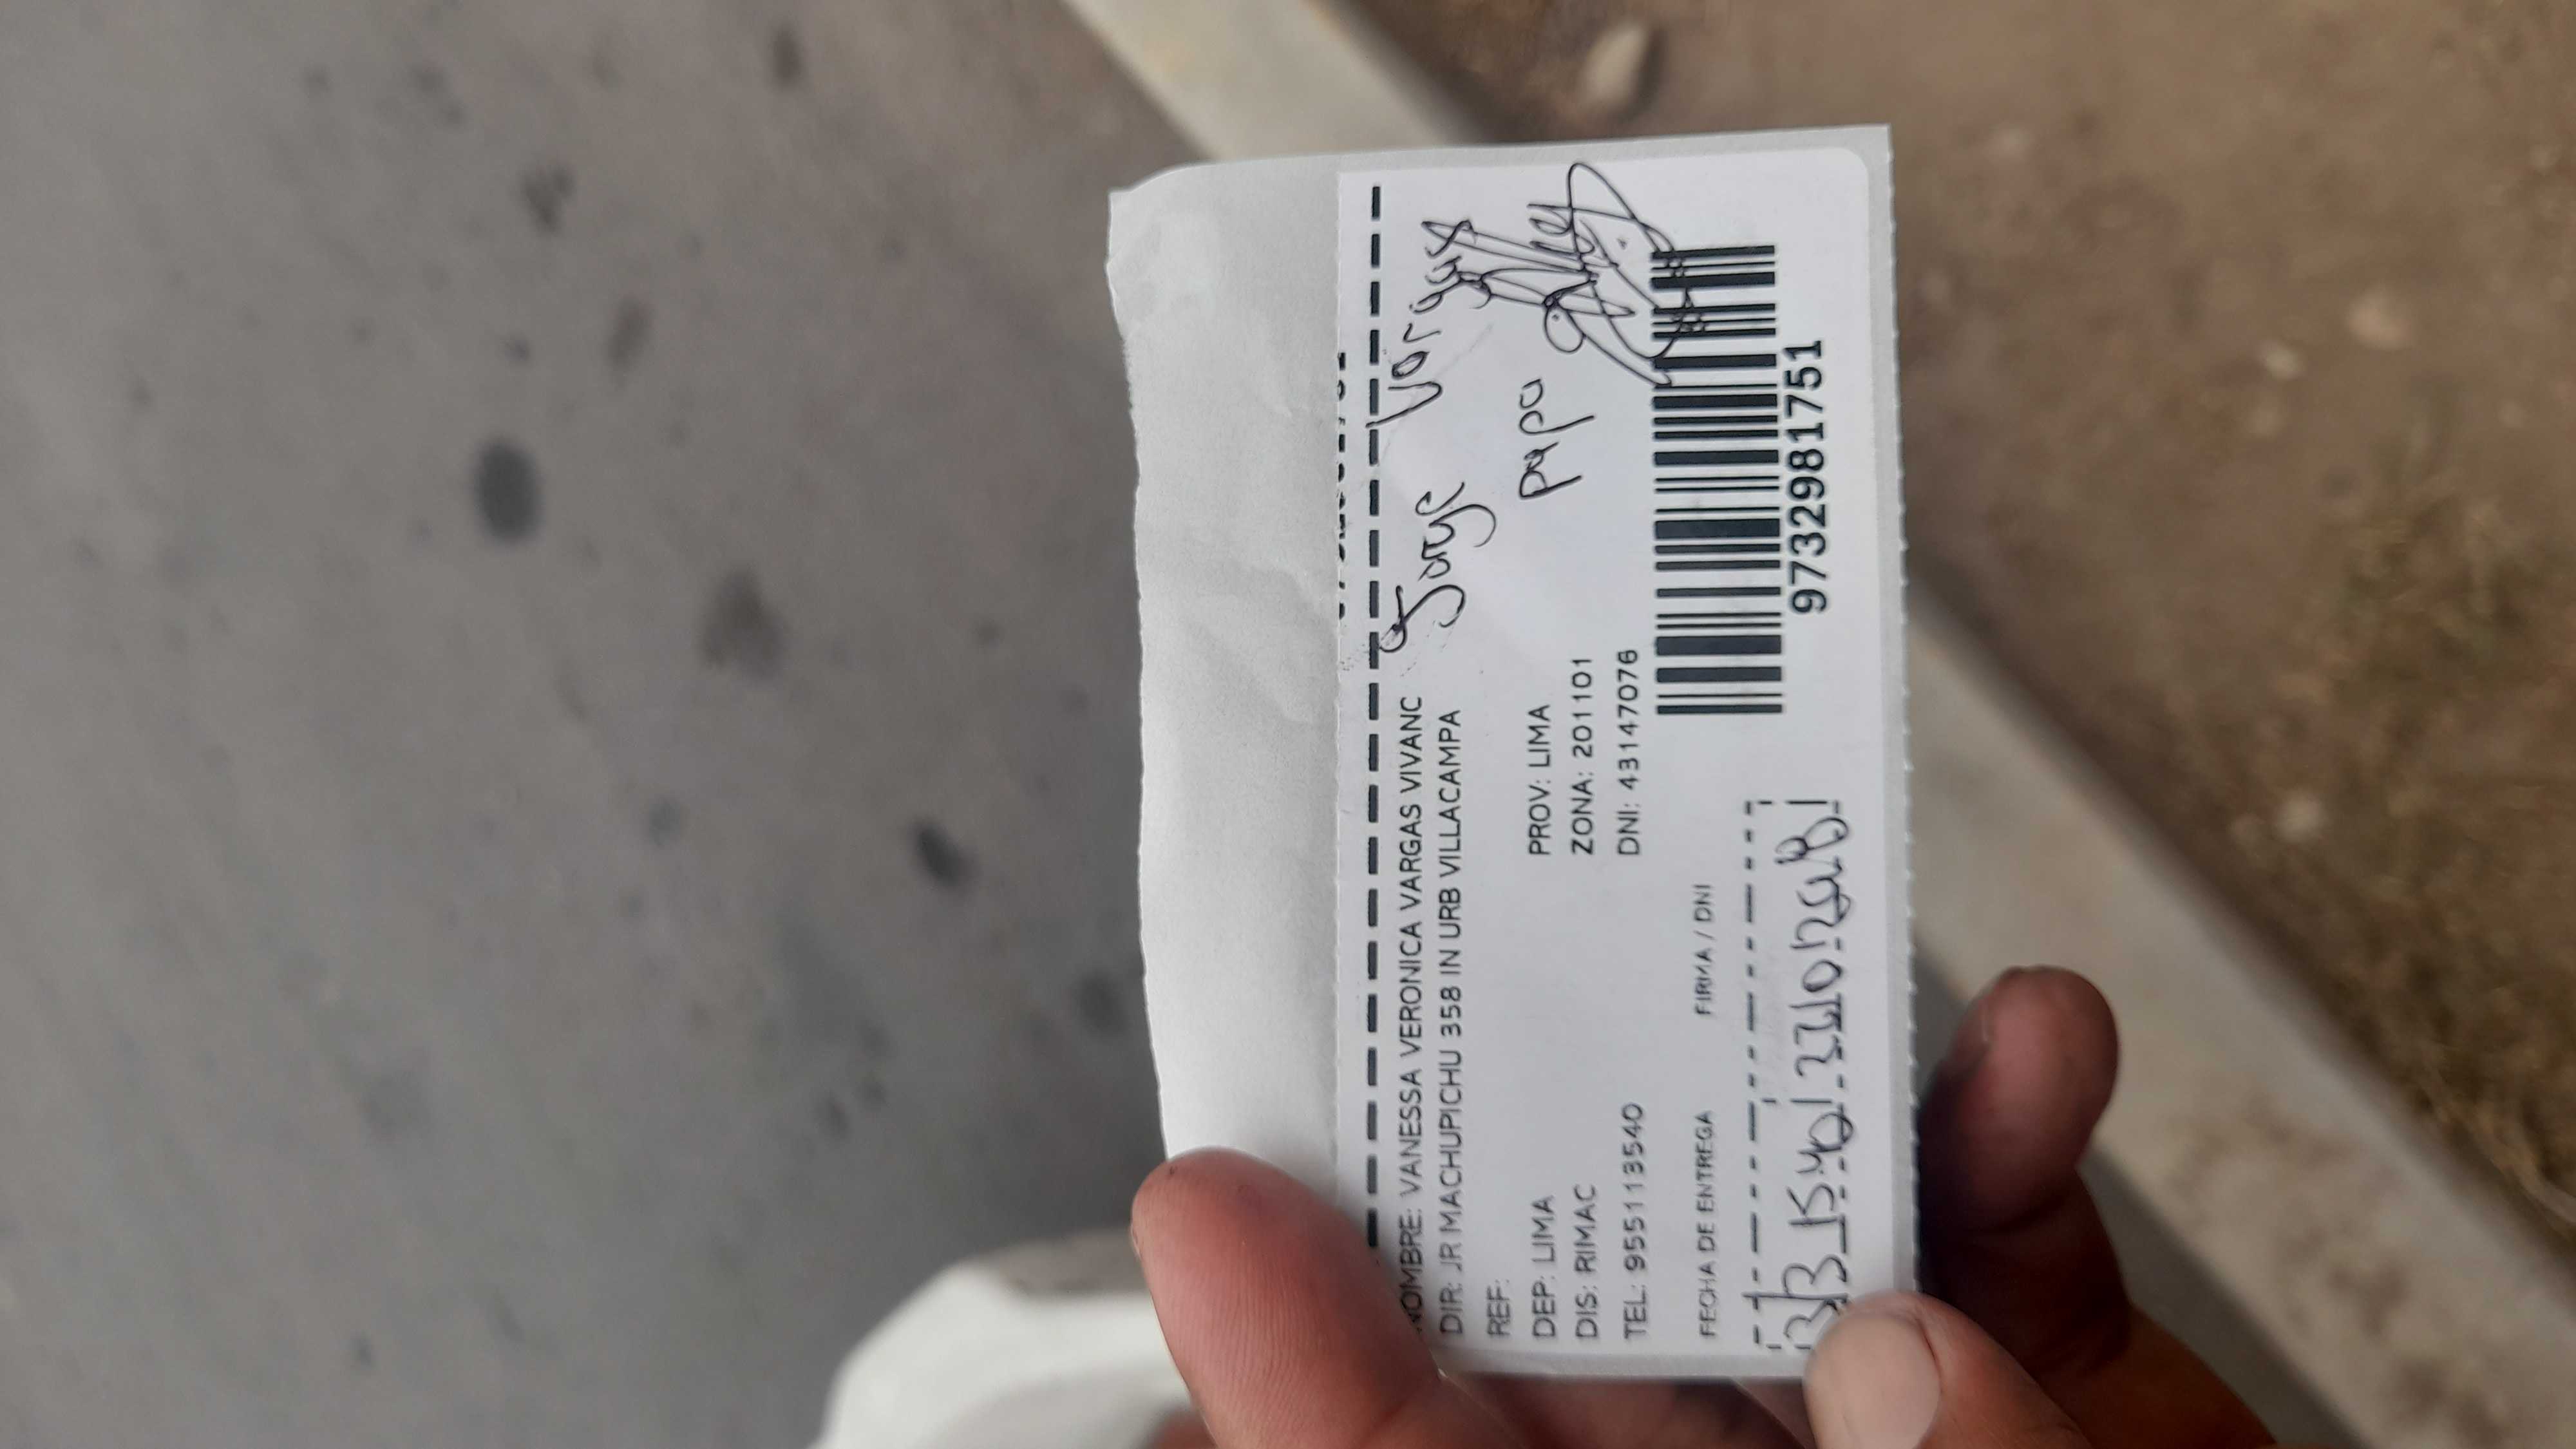 NOMBRE: VANESSA VERONICA VARGAS VIVANC
DIR: JR MACHUPICHU 358 IN URB VILLACAMPA
Jorge Vargas
REF:
papa
DEP: LIMA PROV: LIMA
DIS: RIMAC ZONA: 201101
TEL: 955113540 DNI: 43147076
FECHA DE ENTREGA FIRMA / DNI
9732981751